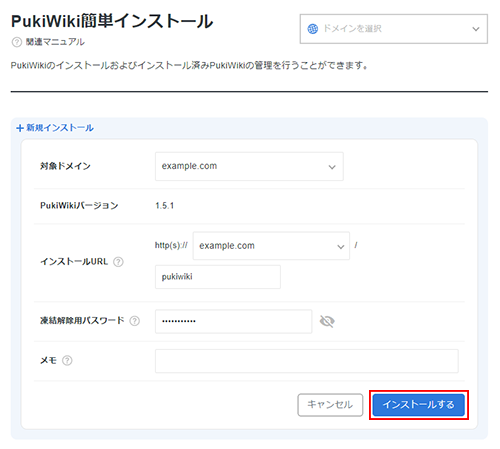 PukiWiki簡単インストール
ドメインを選択
? 関連マニュアル
PukiWikiのインストールおよびインストール済みPukiWikiの管理を行うことができます。
+ 新規インストール
対象ドメイン example.com
PukiWikiバージョン 1.5.1
http(s):// example.com /
インストールURL ?
pukiwiki
凍結解除用パスワード ? •••••••••••
メモ ?
キャンセル インストールする